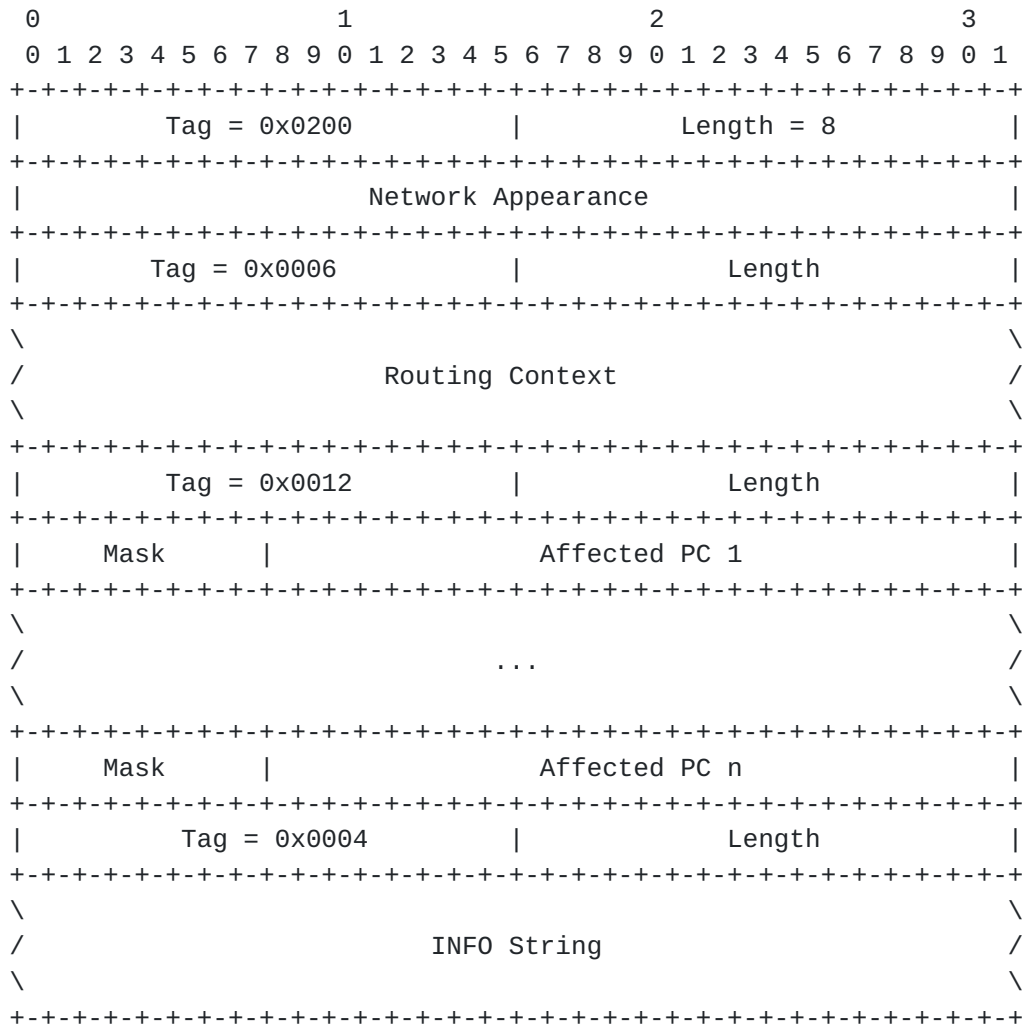 0                   1                   2                   3
 0 1 2 3 4 5 6 7 8 9 0 1 2 3 4 5 6 7 8 9 0 1 2 3 4 5 6 7 8 9 0 1
+-+-+-+-+-+-+-+-+-+-+-+-+-+-+-+-+-+-+-+-+-+-+-+-+-+-+-+-+-+-+-+-+
|         Tag = 0x0200          |          Length = 8           |
+-+-+-+-+-+-+-+-+-+-+-+-+-+-+-+-+-+-+-+-+-+-+-+-+-+-+-+-+-+-+-+-+
|                      Network Appearance                       |
+-+-+-+-+-+-+-+-+-+-+-+-+-+-+-+-+-+-+-+-+-+-+-+-+-+-+-+-+-+-+-+-+
|        Tag = 0x0006           |             Length            |
+-+-+-+-+-+-+-+-+-+-+-+-+-+-+-+-+-+-+-+-+-+-+-+-+-+-+-+-+-+-+-+-+
\                                                               \
/                       Routing Context                         /
\                                                               \
+-+-+-+-+-+-+-+-+-+-+-+-+-+-+-+-+-+-+-+-+-+-+-+-+-+-+-+-+-+-+-+-+
|         Tag = 0x0012          |             Length            |
+-+-+-+-+-+-+-+-+-+-+-+-+-+-+-+-+-+-+-+-+-+-+-+-+-+-+-+-+-+-+-+-+
|     Mask      |                 Affected PC 1                 |
+-+-+-+-+-+-+-+-+-+-+-+-+-+-+-+-+-+-+-+-+-+-+-+-+-+-+-+-+-+-+-+-+
\                                                               \
/                              ...                              /
\                                                               \
+-+-+-+-+-+-+-+-+-+-+-+-+-+-+-+-+-+-+-+-+-+-+-+-+-+-+-+-+-+-+-+-+
|     Mask      |                 Affected PC n                 |
+-+-+-+-+-+-+-+-+-+-+-+-+-+-+-+-+-+-+-+-+-+-+-+-+-+-+-+-+-+-+-+-+
|          Tag = 0x0004         |             Length            |
+-+-+-+-+-+-+-+-+-+-+-+-+-+-+-+-+-+-+-+-+-+-+-+-+-+-+-+-+-+-+-+-+
\                                                               \
/                          INFO String                          /
\                                                               \
+-+-+-+-+-+-+-+-+-+-+-+-+-+-+-+-+-+-+-+-+-+-+-+-+-+-+-+-+-+-+-+-+